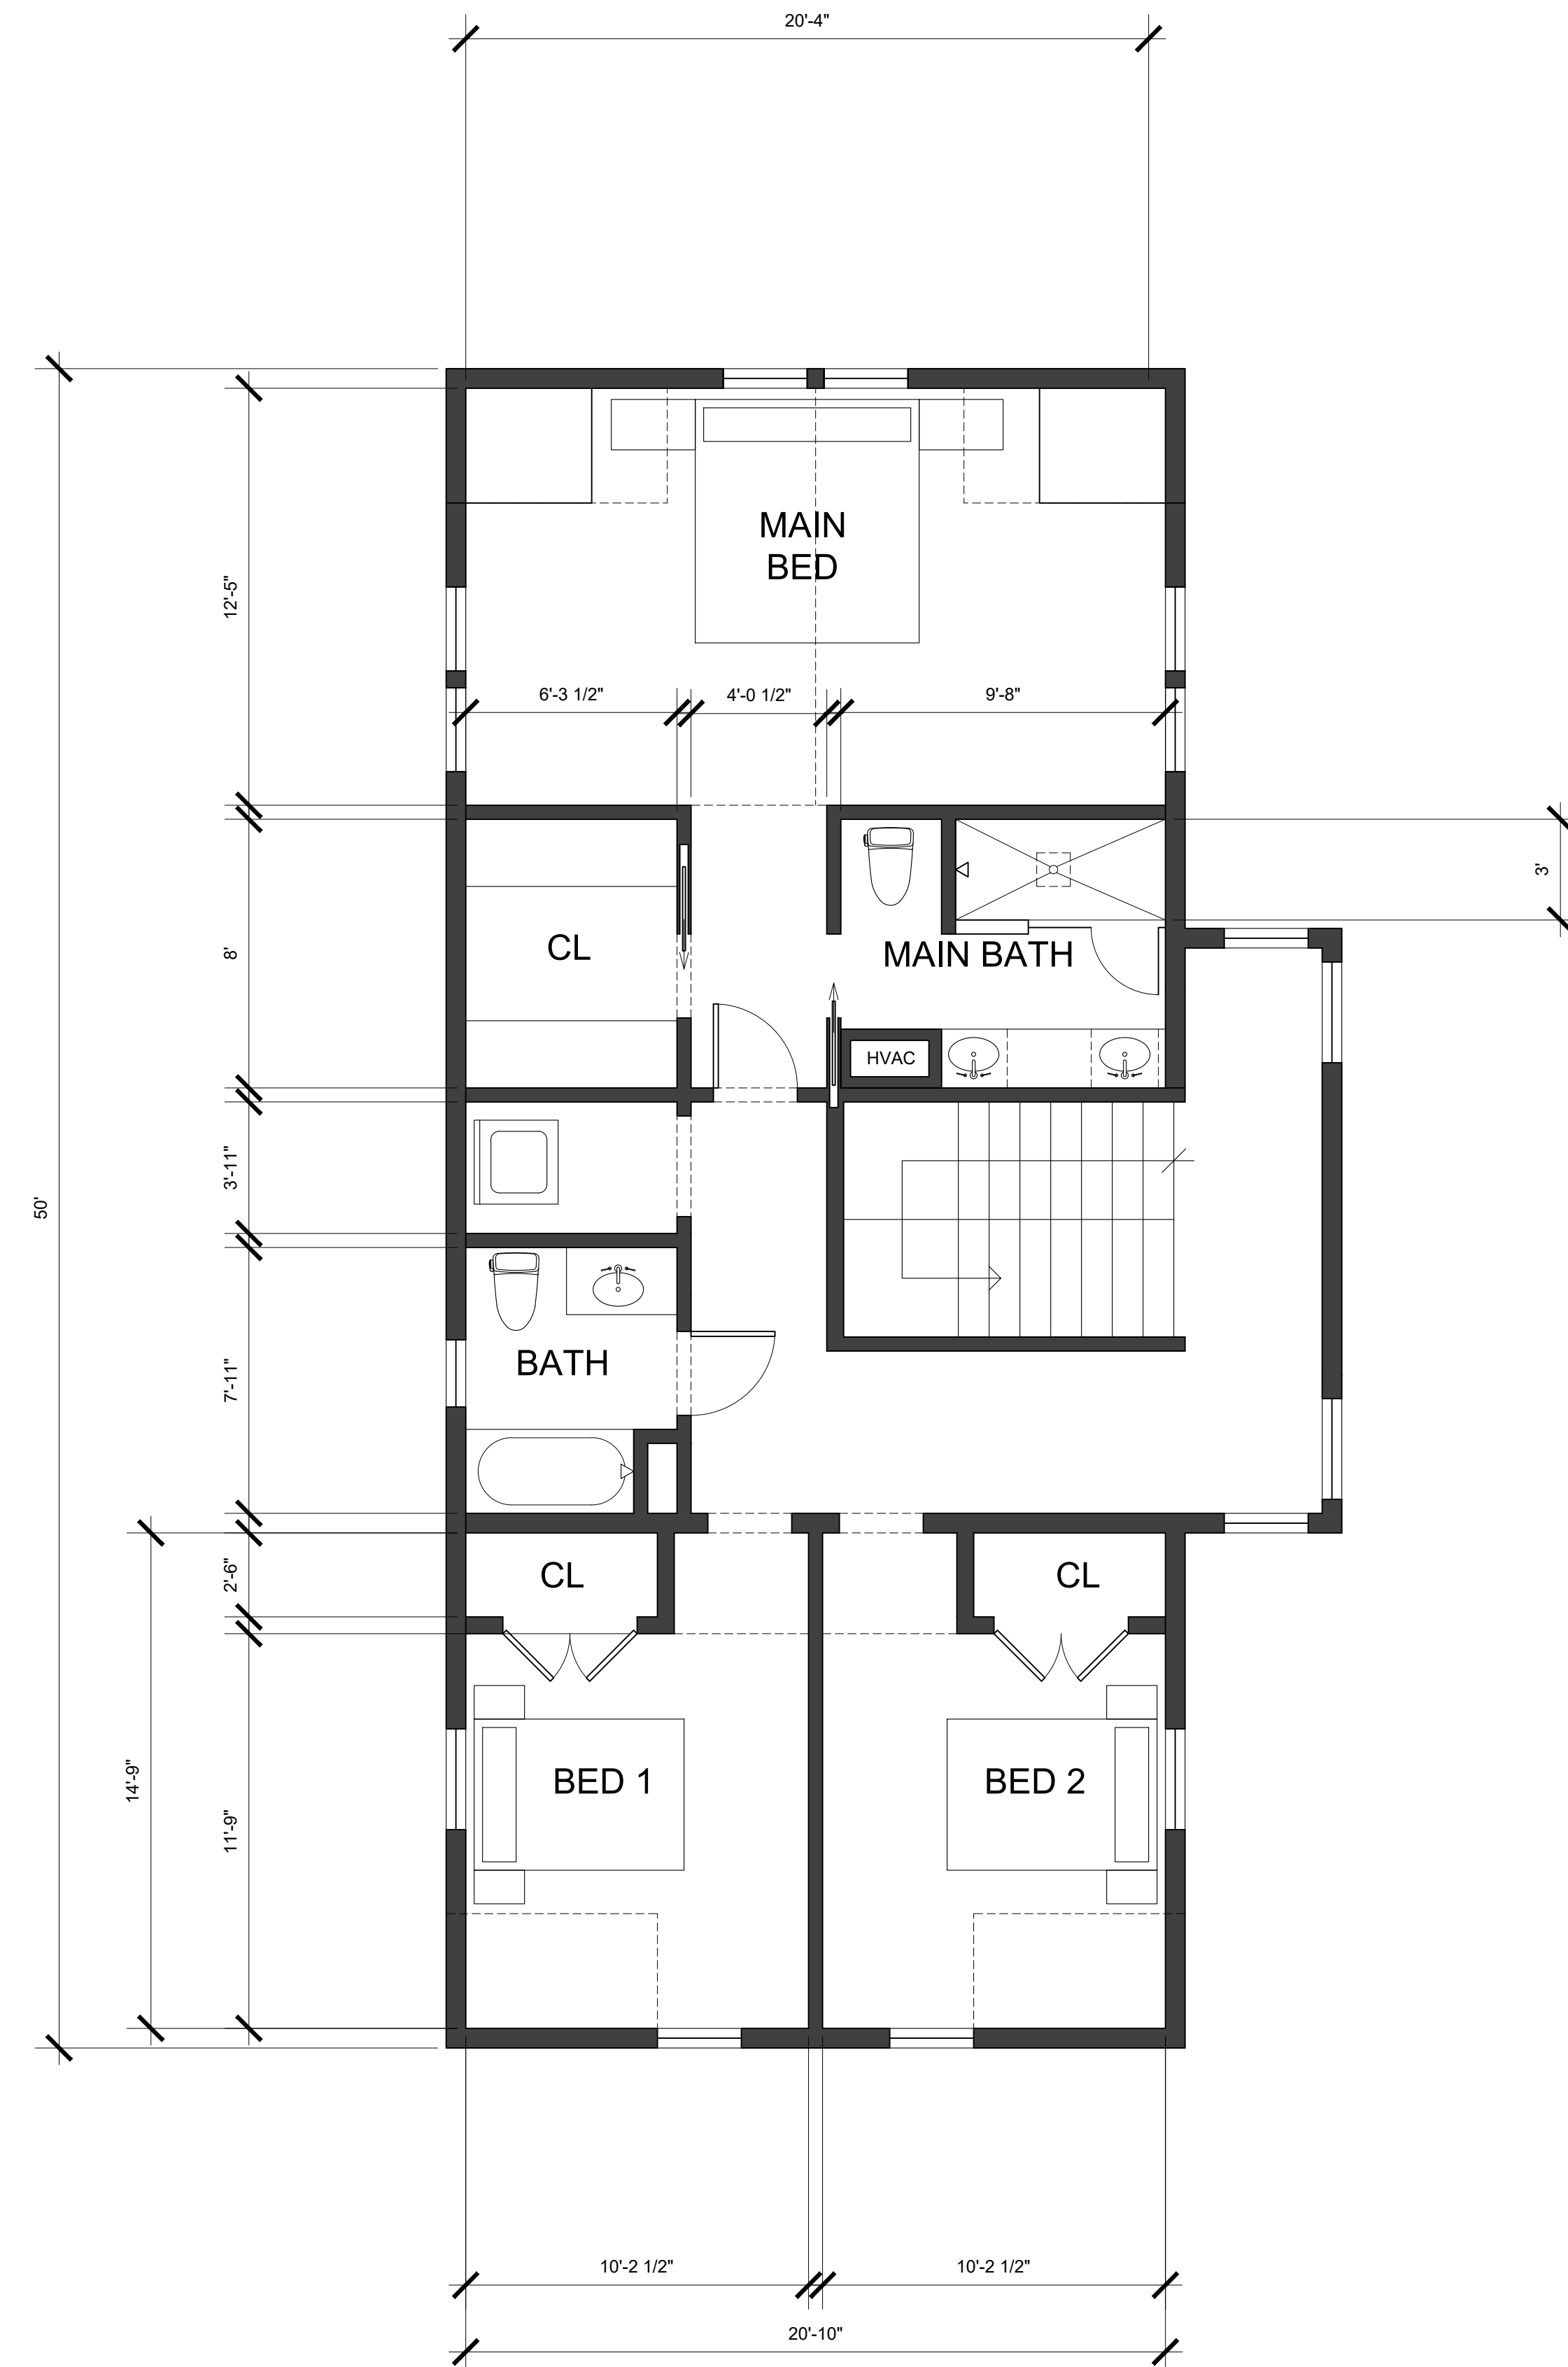 20'-4"
MAIN
BED
12'-5"
6'-3 1/2"
4'-0 1/2"
9'-8"
3'
CL
MAIN BATH
8'
HVAC
3'-11"
50'
BATH
7'-11"
CL
CL
2'-6"
BED 1
BED 2
14'-9"
11'-9"
10'-2 1/2"
10'-2 1/2"
20'-10"